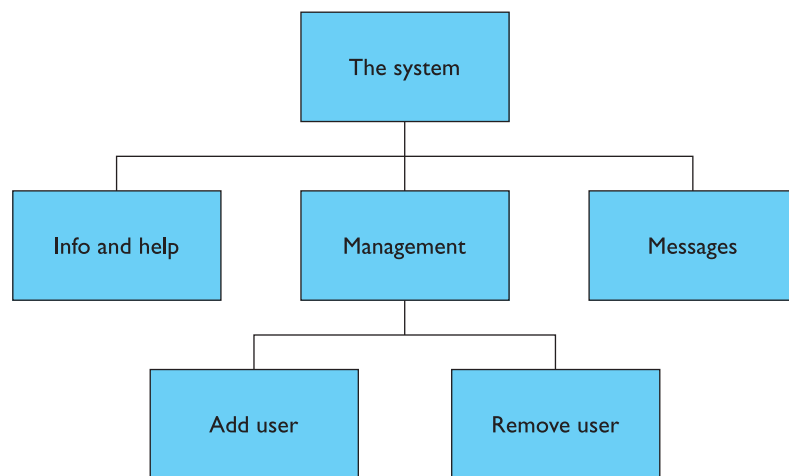 The system
Info and help
Management
Messages
Add user
Remove user